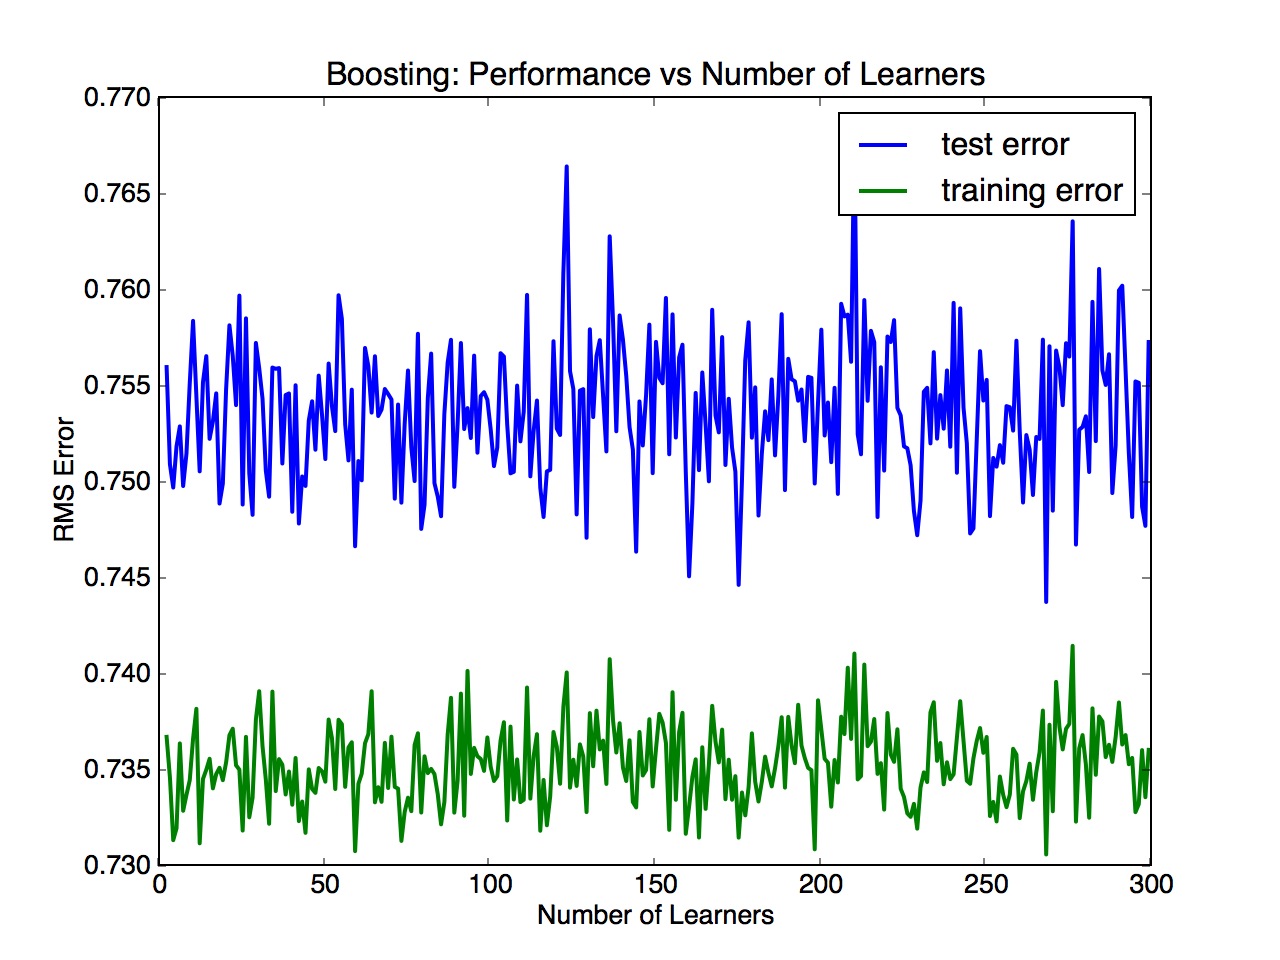 Boosting: Performance vs Number of Learners
0.770
0.765
0.760
0.755
0.750
0.745
0.740
0.735
0.730
RMS Error
test error
training error
0 50 100 150 200 250 300
Number of Learners